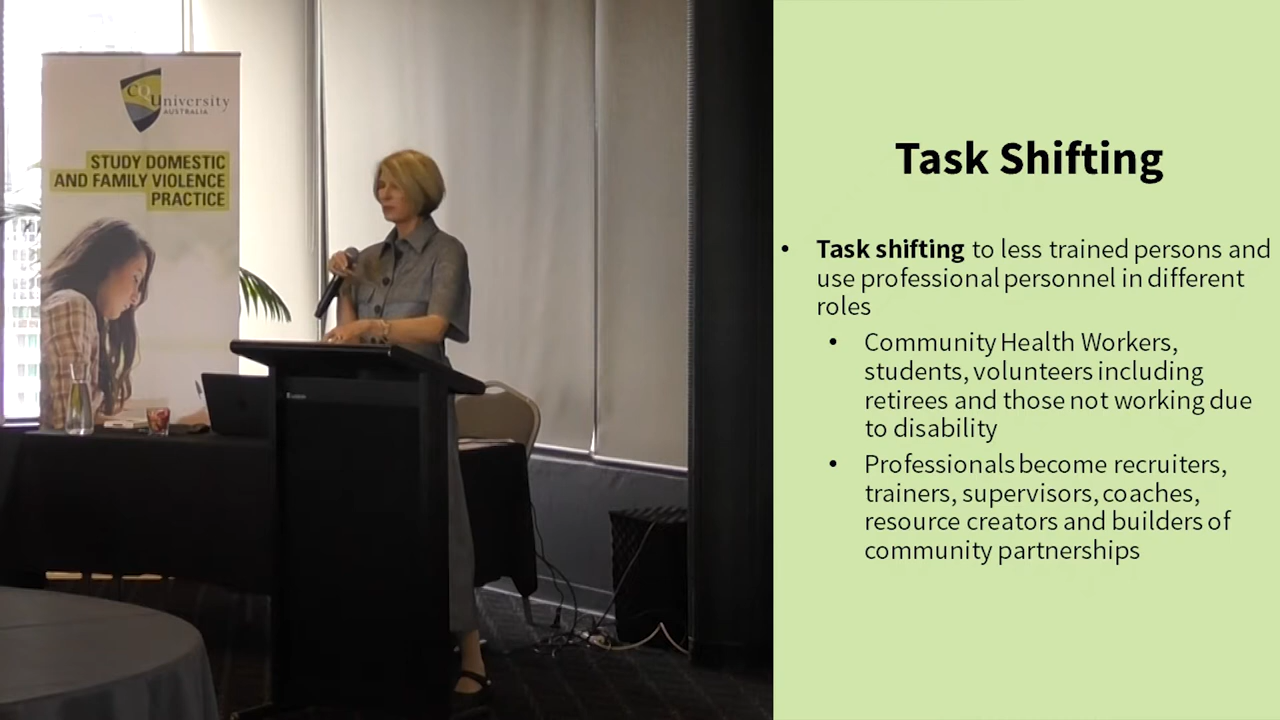 CQUniversity
AUSTRALIA
STUDY DOMESTIC
AND FAMILY VIOLENCE
PRACTICE
Task Shifting
• Task shifting to less trained persons and
use professional personnel in different
roles
• Community Health Workers,
students, volunteers including
retirees and those not working due
to disability
• Professionals become recruiters,
trainers, supervisors, coaches,
resource creators and builders of
community partnerships